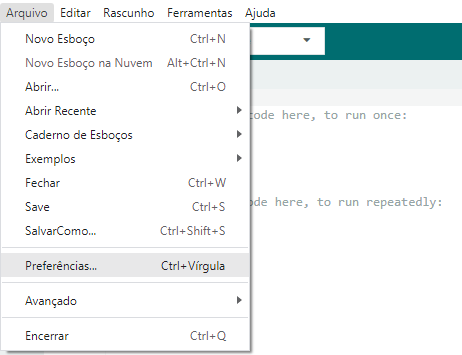 Arquivo Editar Rascunho Ferramentas Ajuda
Novo Esboço Ctrl+N
Novo Esboço na Nuvem Alt+Ctrl+N
Abrir... Ctrl+O
Abrir Recente
code here, to run once:
Caderno de Esboços
Exemplos
Fechar Ctrl+W
Save Ctrl+S
code here, to run repeatedly:
SalvarComo... Ctrl+Shift+S
Preferências... Ctrl+Vírgula
Avançado
Encerrar Ctrl+Q